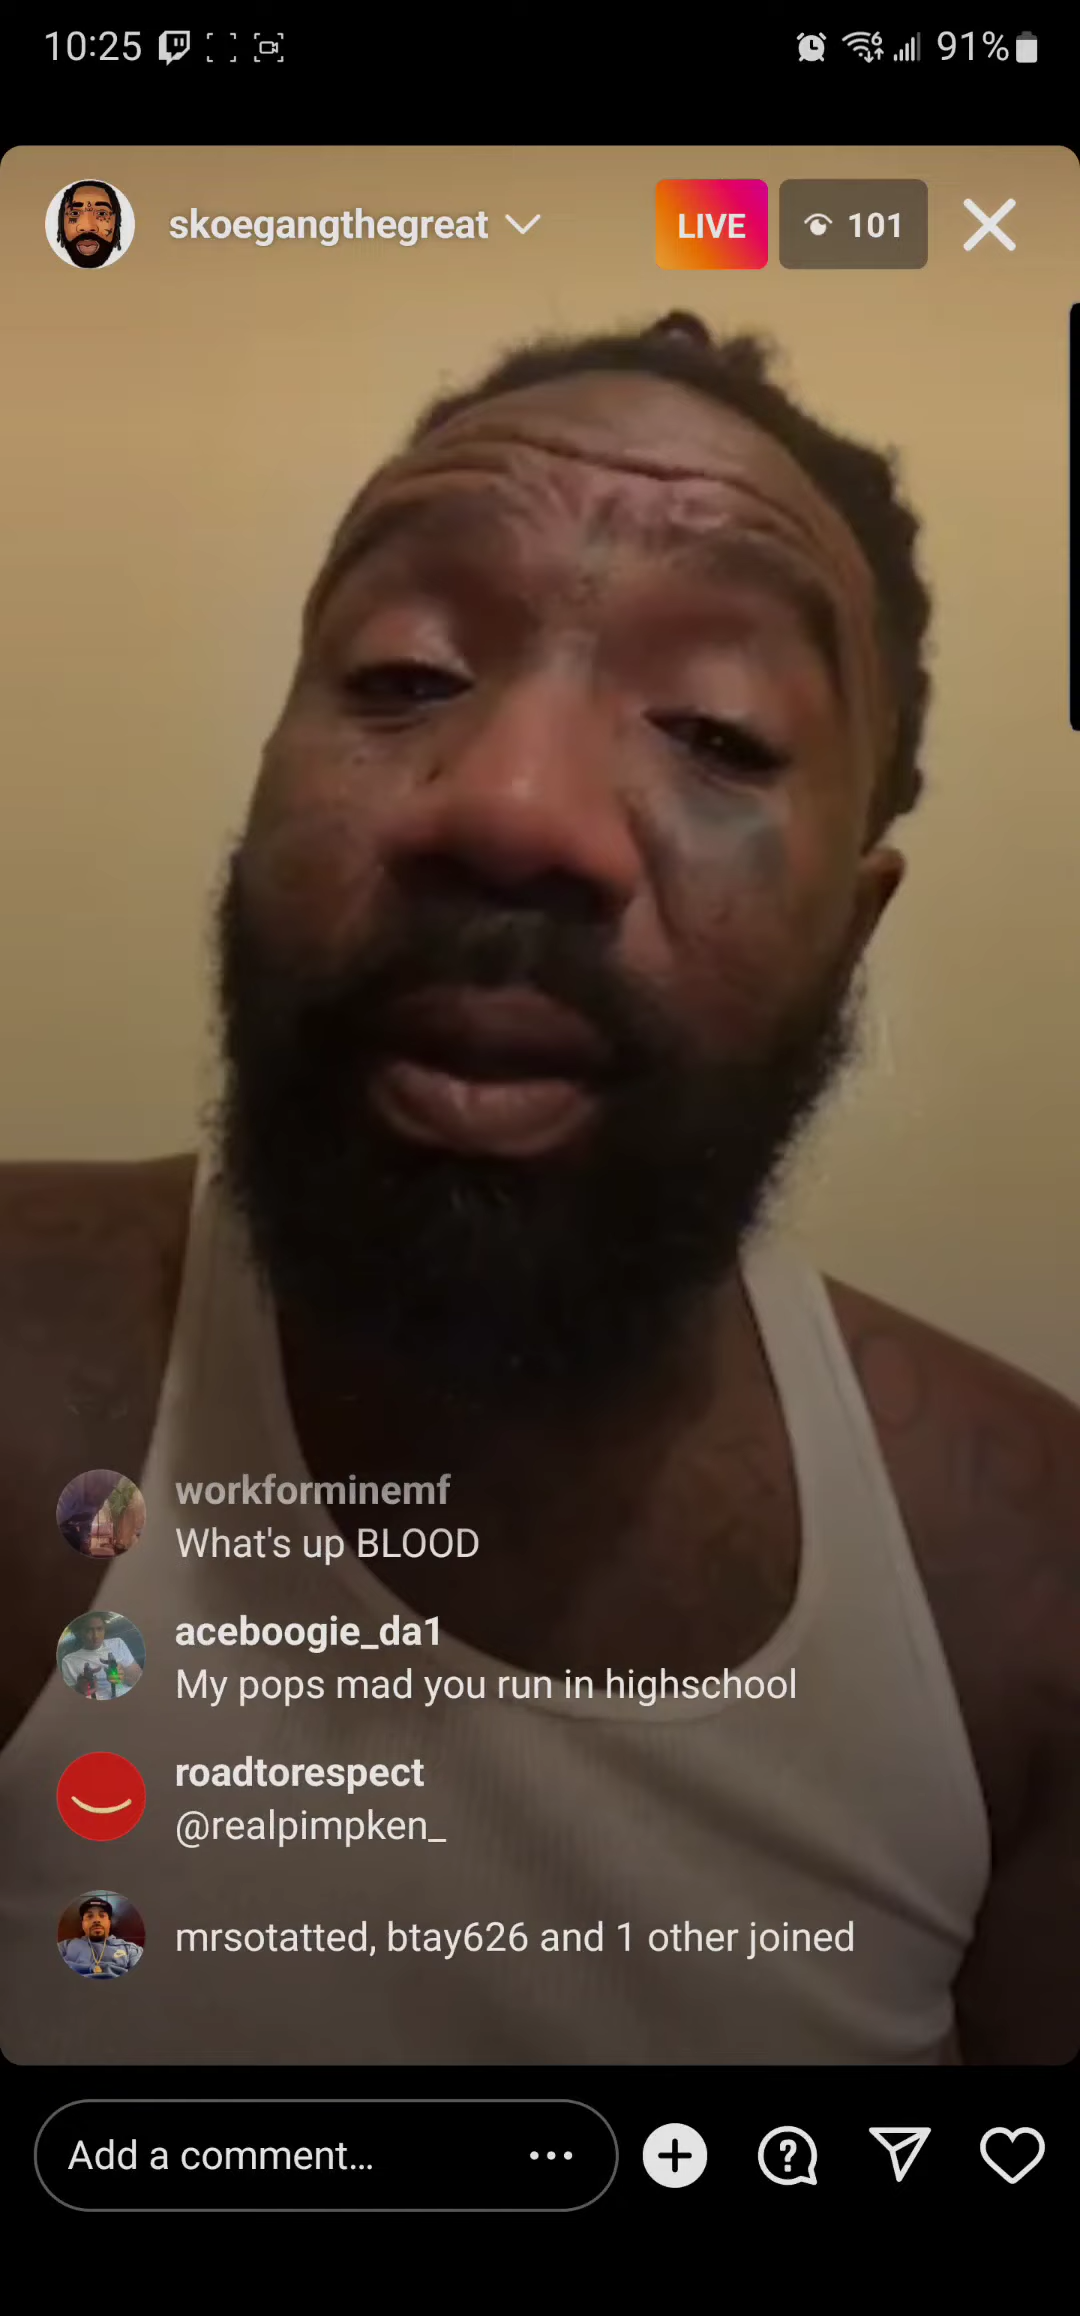 10:25
91%
skoegangthegreat
LIVE
101
workforminemf
What's up BLOOD
aceboogie_da1
My pops mad you run in highschool
roadtorespect
@realpimpken_
mrsotatted, btay626 and 1 other joined
Add a comment...